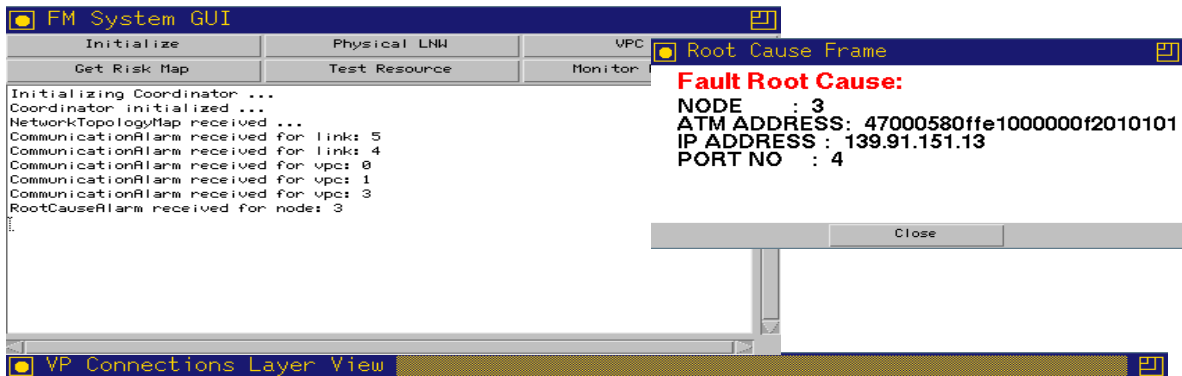 FM System GUI
Initialize
Physical LNW
VPC
Get Risk Map
Test Resource
Monitor
Initializing Coordinator ...
Coordinator initialized ...
NetworkTopologyMap received ...
CommunicationAlarm received for link: 5
CommunicationAlarm received for link: 4
CommunicationAlarm received for vpc: 0
CommunicationAlarm received for vpc: 1
CommunicationAlarm received for vpc: 3
RootCauseAlarm received for node: 3
Root Cause Frame
Fault Root Cause:
NODE : 3
ATM ADDRESS: 47000580ffe1000000f2010101
IP ADDRESS : 139.91.151.13
PORT NO : 4
Close
VP Connections Layer View